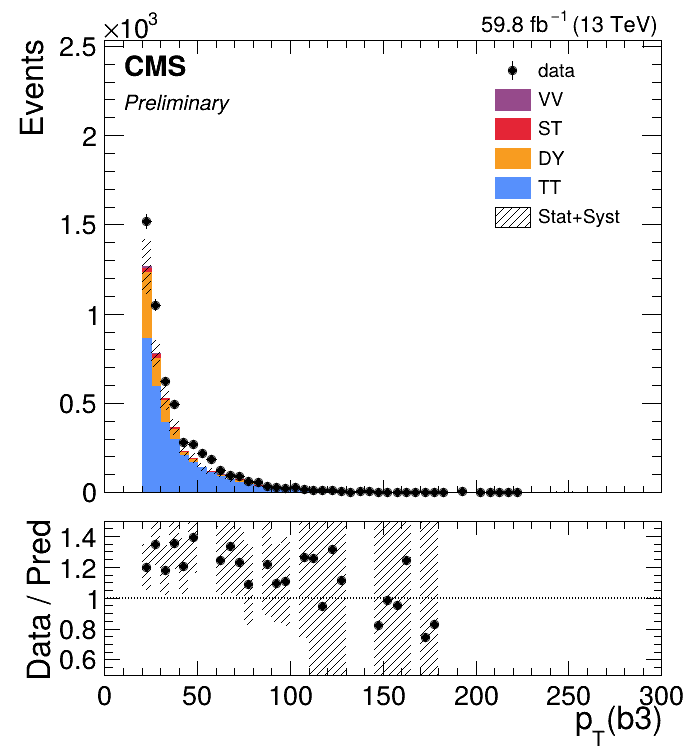 ×10³
59.8 fb⁻¹ (13 TeV)
CMS
Preliminary
data
VV
ST
DY
TT
Stat+Syst
Events
2.5
2
1.5
1
0.5
0
Data / Pred
1.4
1.2
1
0.8
0.6
0 50 100 150 200 250 300
p_T(b3)